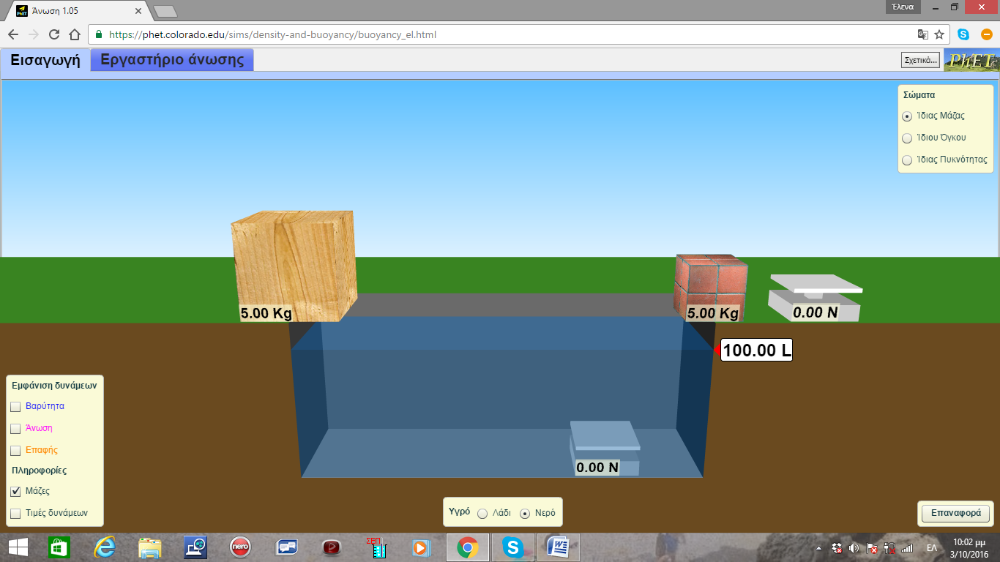 Άνωση 1.05
Έλενα
https://phet.colorado.edu/sims/density-and-buoyancy/buoyancy_el.html
Εισαγωγή
Εργαστήριο άνωσης
Σχετικά...
PhET
Σώματα
Ίδιας Μάζας
Ίδιου Όγκου
Ίδιας Πυκνότητας
5.00 Kg
5.00 Kg
0.00 N
100.00 L
0.00 N
Εμφάνιση δυνάμεων
Βαρύτητα
Άνωση
Επαφής
Πληροφορίες
Μάζες
Τιμές δυνάμεων
Υγρό
Λάδι
Νερό
Επαναφορά
nero
ΣΕΠ
ΕΛ
10:02 μμ
3/10/2016